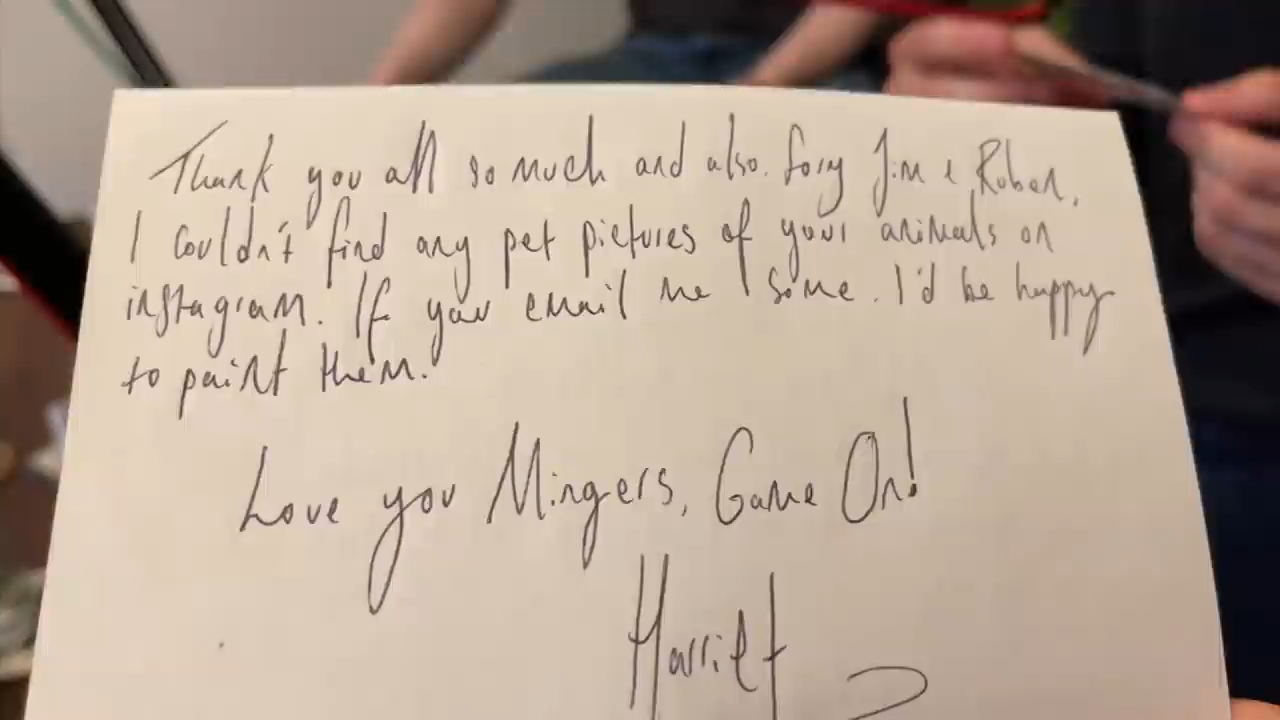 Thank you all so much and also. Sorry Jim & Robert,
I couldn't find any pet pictures of your animals on
instagram. If you email me some. I'd be happy
to paint them.
Love you Mingers, Game On!
Harriet